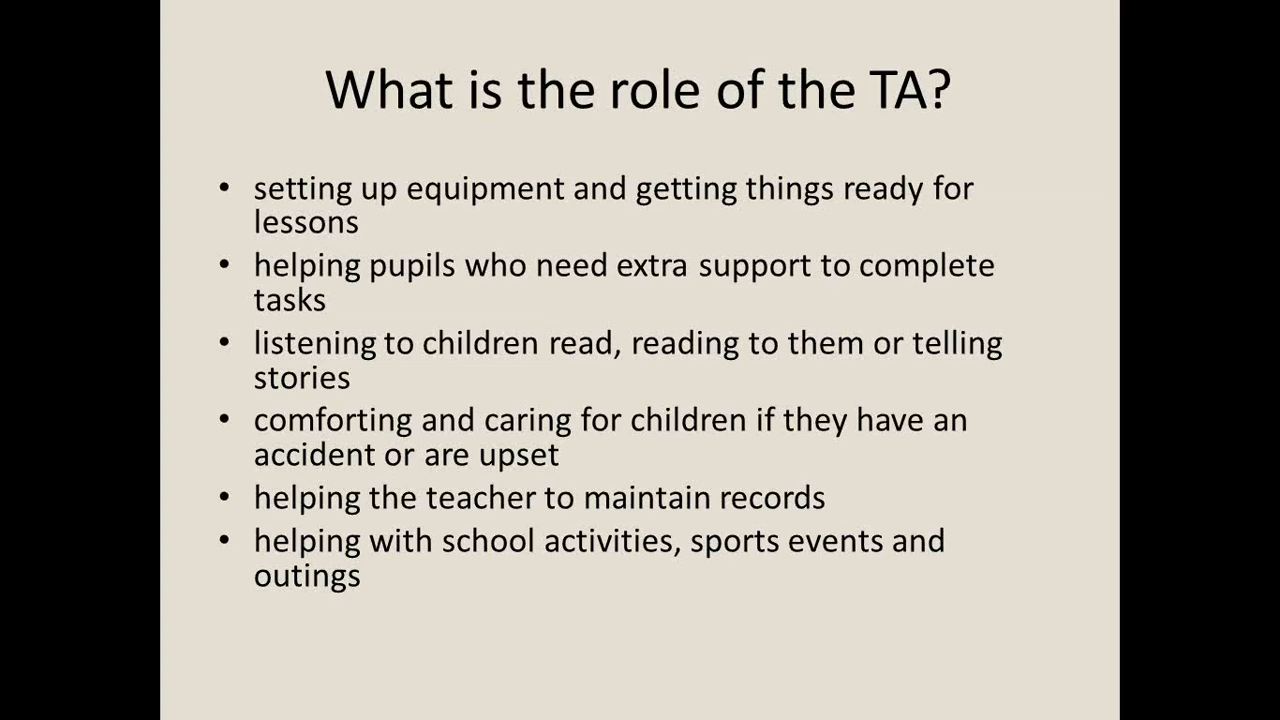 What is the role of the TA?
• setting up equipment and getting things ready for
lessons
• helping pupils who need extra support to complete
tasks
• listening to children read, reading to them or telling
stories
• comforting and caring for children if they have an
accident or are upset
• helping the teacher to maintain records
• helping with school activities, sports events and
outings